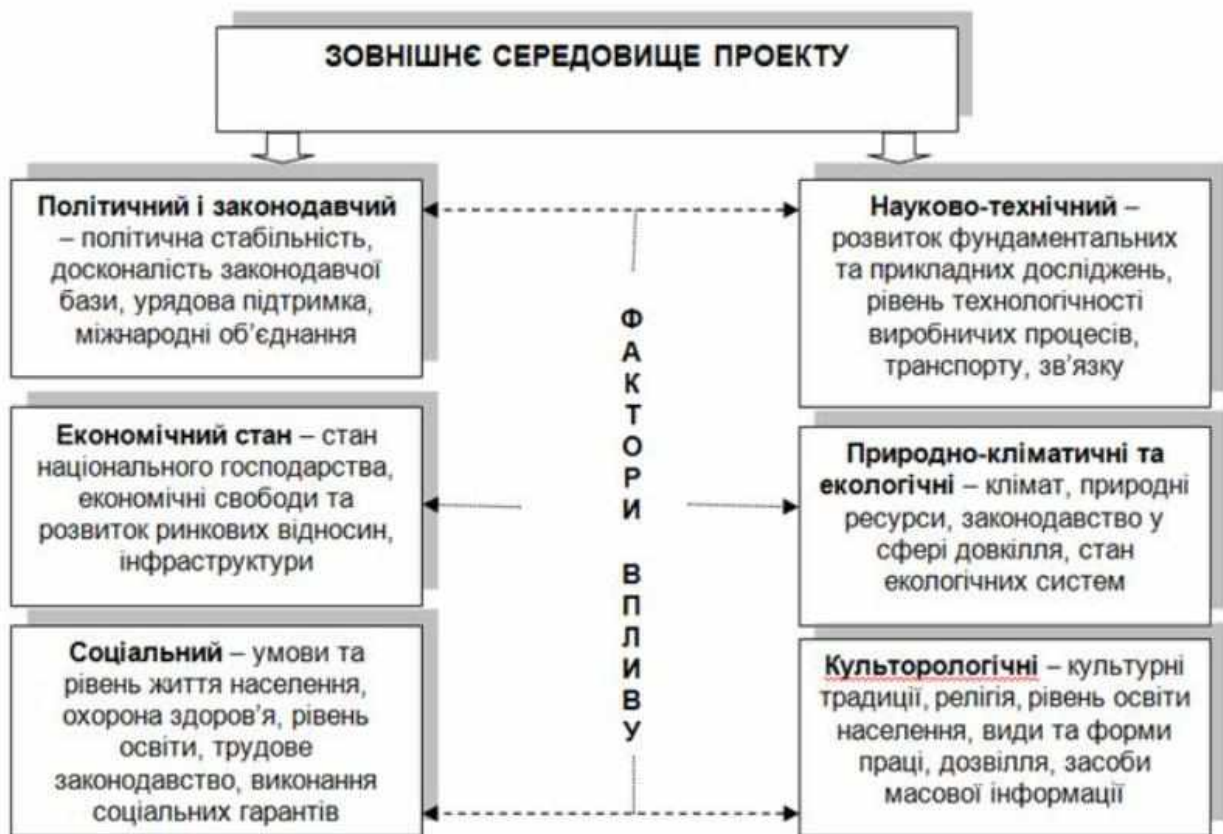 ЗОВНІШНЄ СЕРЕДОВИЩЕ ПРОЕКТУ
Політичний і законодавчий
– політична стабільність,
досконалість законодавчої
бази, урядова підтримка,
міжнародні об’єднання
Економічний стан – стан
національного господарства,
економічні свободи та
розвиток ринкових відносин,
інфраструктури
Соціальний – умови та
рівень життя населення,
охорона здоров’я, рівень
освіти, трудове
законодавство, виконання
соціальних гарантів
ФАКТОРИ ВПЛИВУ
Науково-технічний –
розвиток фундаментальних
та прикладних досліджень,
рівень технологічності
виробничих процесів,
транспорту, зв’язку
Природно-кліматичні та
екологічні – клімат, природні
ресурси, законодавство у
сфері довкілля, стан
екологічних систем
Культорологічні – культурні
традиції, релігія, рівень освіти
населення, види та форми
праці, дозвілля, засоби
масової інформації